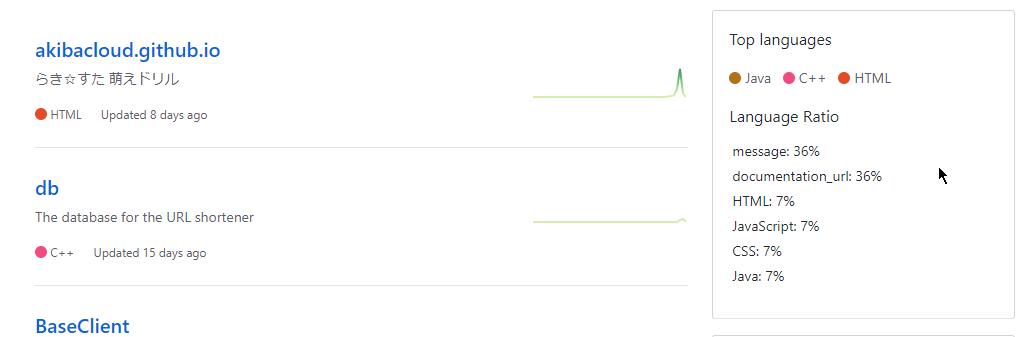 akibacloud.github.io
らき☆すた 萌えドリル
HTML Updated 8 days ago
db
The database for the URL shortener
C++ Updated 15 days ago
BaseClient
Top languages
Java C++ HTML
Language Ratio
message: 36%
documentation_url: 36%
HTML: 7%
JavaScript: 7%
CSS: 7%
Java: 7%